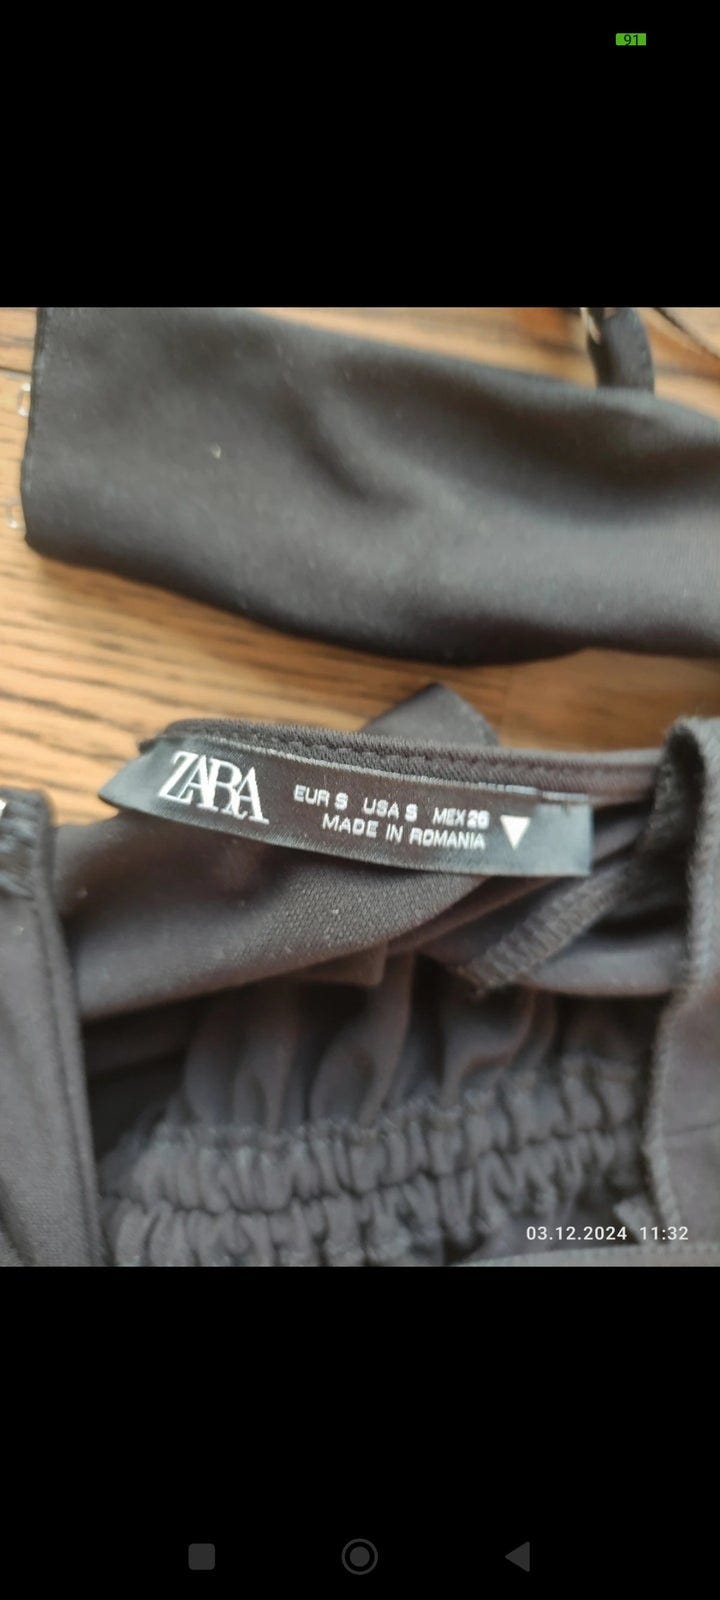 91
ZARA
EUR S USA S MEX 26
MADE IN ROMANIA
03.12.2024 11:32